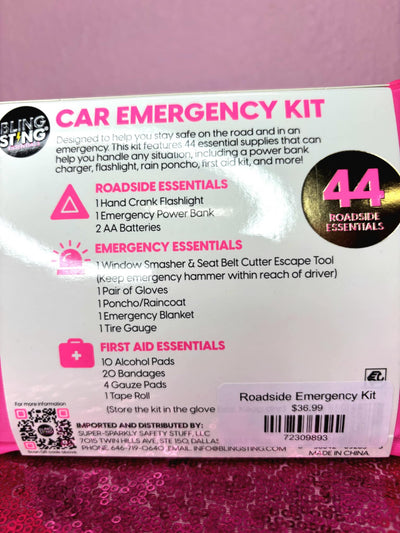 BLING
STING
CAR EMERGENCY KIT
Designed to help you stay safe on the road and in an
emergency. This kit features 44 essential supplies that can
help you handle any situation, including a power bank
charger, flashlight, rain poncho, first aid kit, and more!
ROADSIDE ESSENTIALS
1 Hand Crank Flashlight
1 Emergency Power Bank
2 AA Batteries
44
ROADSIDE
ESSENTIALS
EMERGENCY ESSENTIALS
1 Window Smasher & Seat Belt Cutter Escape Tool
(Keep emergency hammer within reach of driver)
1 Pair of Gloves
1 Poncho/Raincoat
1 Emergency Blanket
1 Tire Gauge
FIRST AID ESSENTIALS
10 Alcohol Pads
20 Bandages
4 Gauze Pads
1 Tape Roll
(Store the kit in the glove
For more information
Scan QR code above.
IMPORTED AND DISTRIBUTED BY:
SUPER-SPARKLY SAFETY STUFF, LLC
7015 TWIN HILLS AVE, STE 150, DALLAS
PHONE 646-719-0640 EMAIL INFO@BLINGSTING.COM
Roadside Emergency Kit
$36.99
72309893
MADE IN CHINA